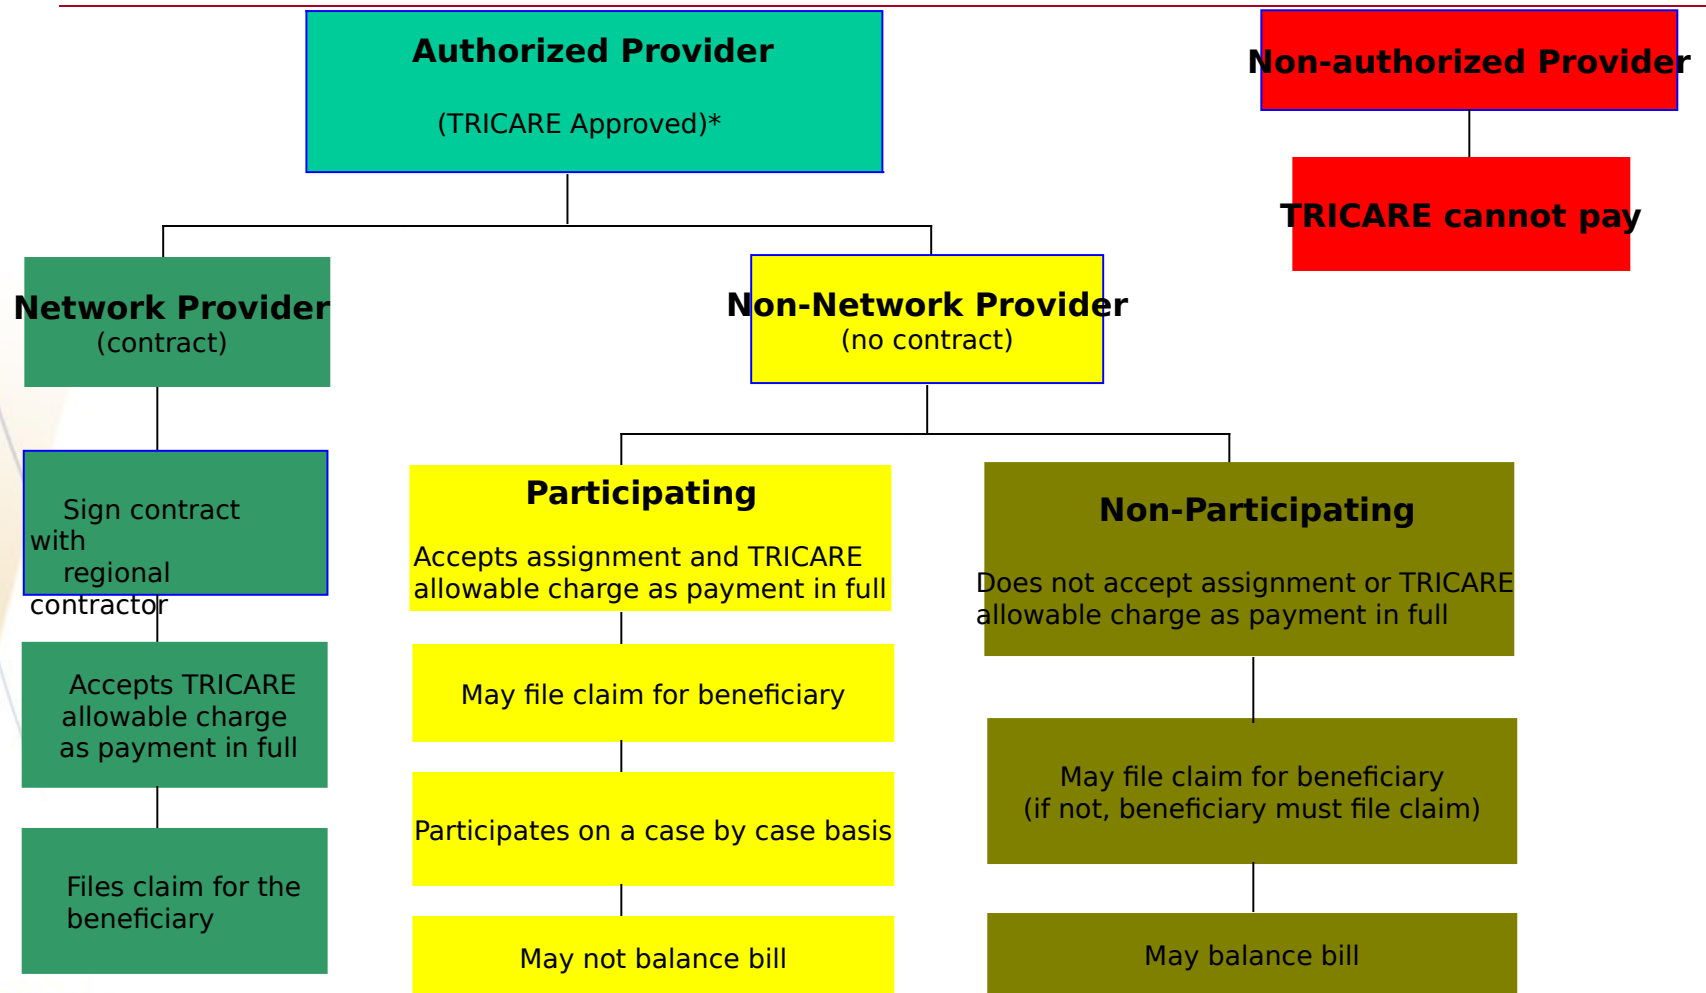 Authorized Provider
(TRICARE Approved)*
Non-authorized Provider
TRICARE cannot pay
Network Provider
(contract)
Non-Network Provider
(no contract)
Sign contract
with
regional
contractor
Accepts TRICARE
allowable charge
as payment in full
Files claim for the
beneficiary
Participating
Accepts assignment and TRICARE
allowable charge as payment in full
May file claim for beneficiary
Participates on a case by case basis
May not balance bill
Non-Participating
Does not accept assignment or TRICARE
allowable charge as payment in full
May file claim for beneficiary
(if not, beneficiary must file claim)
May balance bill